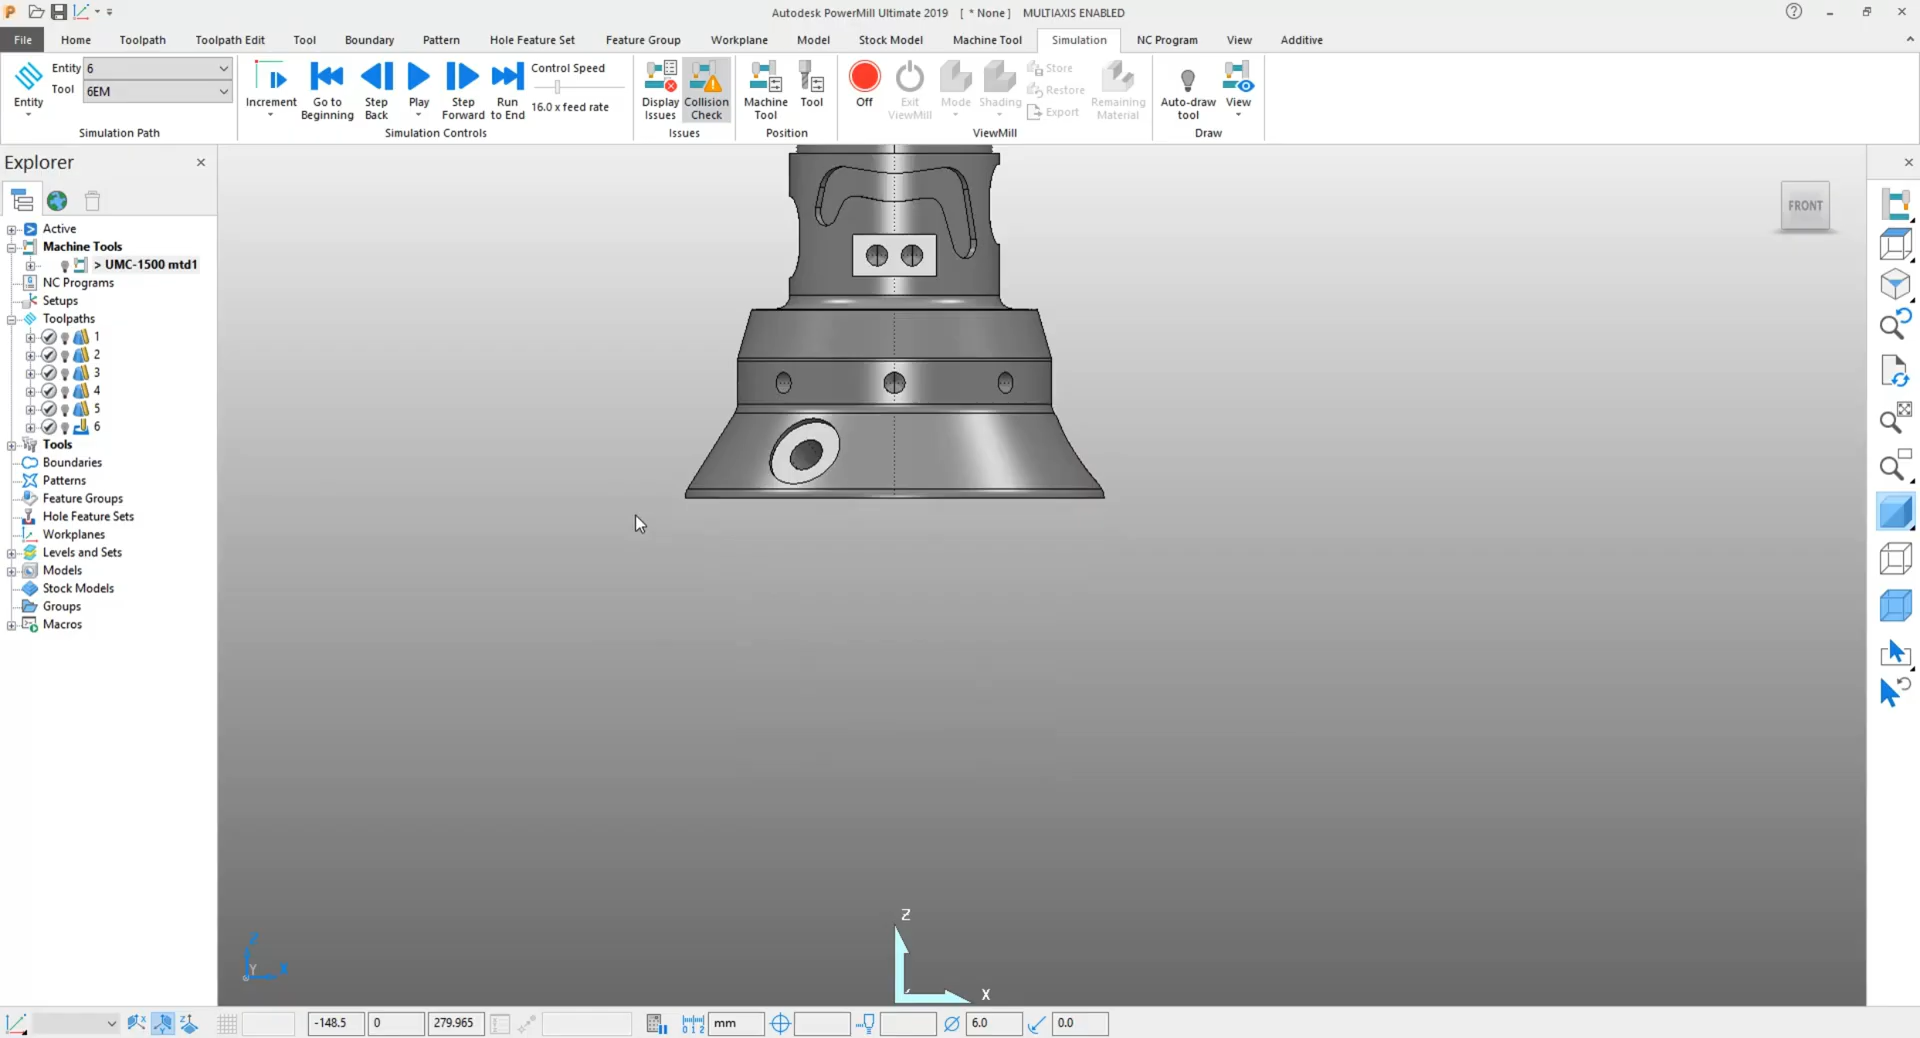 Autodesk PowerMill Ultimate 2019 [ * None ] MULTIAXIS ENABLED
File Home Toolpath Toolpath Edit Tool Boundary Pattern Hole Feature Set Feature Group Workplane Model Stock Model Machine Tool Simulation NC Program View Additive
Entity 6
Tool 6EM
Entity
Simulation Path
Increment
Go to Beginning
Step Back
Play
Step Forward
Run to End
Control Speed
16.0 x feed rate
Simulation Controls
Display Issues
Collision Check
Issues
Machine Tool
Tool
Position
Off
Exit ViewMill
Mode
Shading
Store
Restore
Export
Remaining Material
ViewMill
Auto-draw tool
View
Draw
Explorer
Active
Machine Tools
> UMC-1500 mtd1
NC Programs
Setups
Toolpaths
1
2
3
4
5
6
Tools
Boundaries
Patterns
Feature Groups
Hole Feature Sets
Workplanes
Levels and Sets
Models
Stock Models
Groups
Macros
FRONT
Z
X
Z
Y
X
-148.5 0 279.965 mm 6.0 0.0